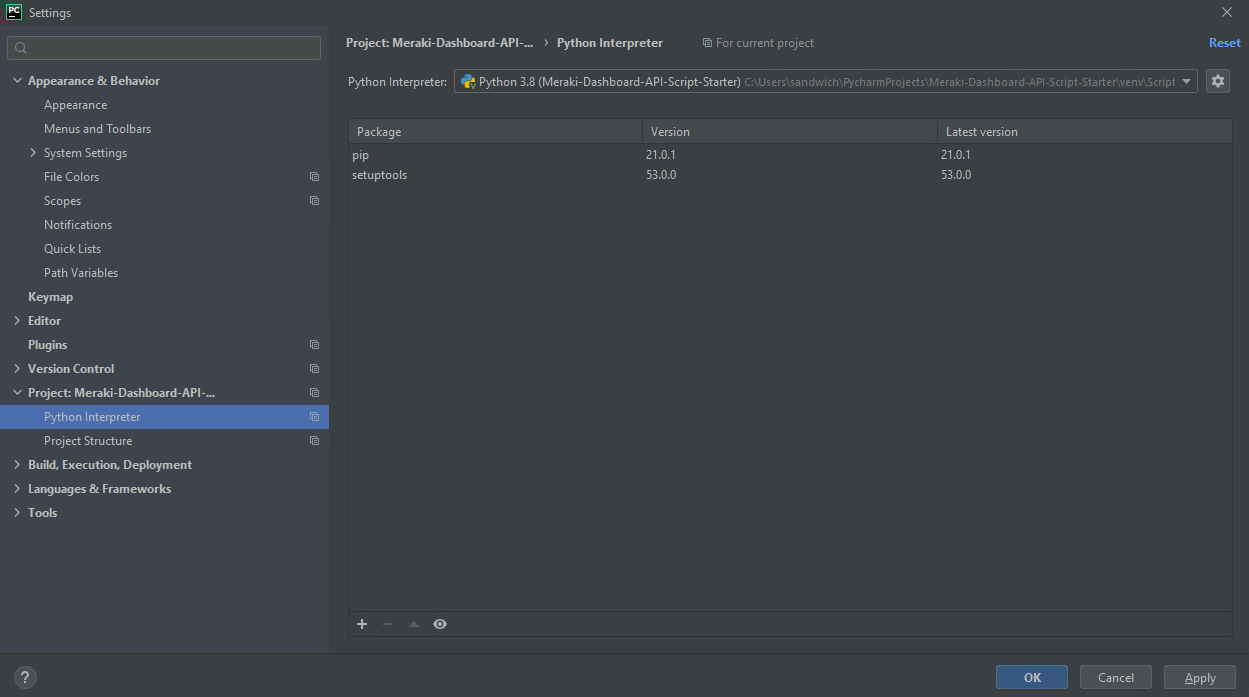 PC Settings
Appearance & Behavior
Appearance
Menus and Toolbars
System Settings
File Colors
Scopes
Notifications
Quick Lists
Path Variables
Keymap
Editor
Plugins
Version Control
Project: Meraki-Dashboard-API-...
Python Interpreter
Project Structure
Build, Execution, Deployment
Languages & Frameworks
Tools
Project: Meraki-Dashboard-API-... › Python Interpreter For current project Reset
Python Interpreter: Python 3.8 (Meraki-Dashboard-API-Script-Starter) C:\Users\sandwich\PycharmProjects\Meraki-Dashboard-API-Script-Starter\venv\Script
Package Version Latest version
pip 21.0.1 21.0.1
setuptools 53.0.0 53.0.0
? OK Cancel Apply